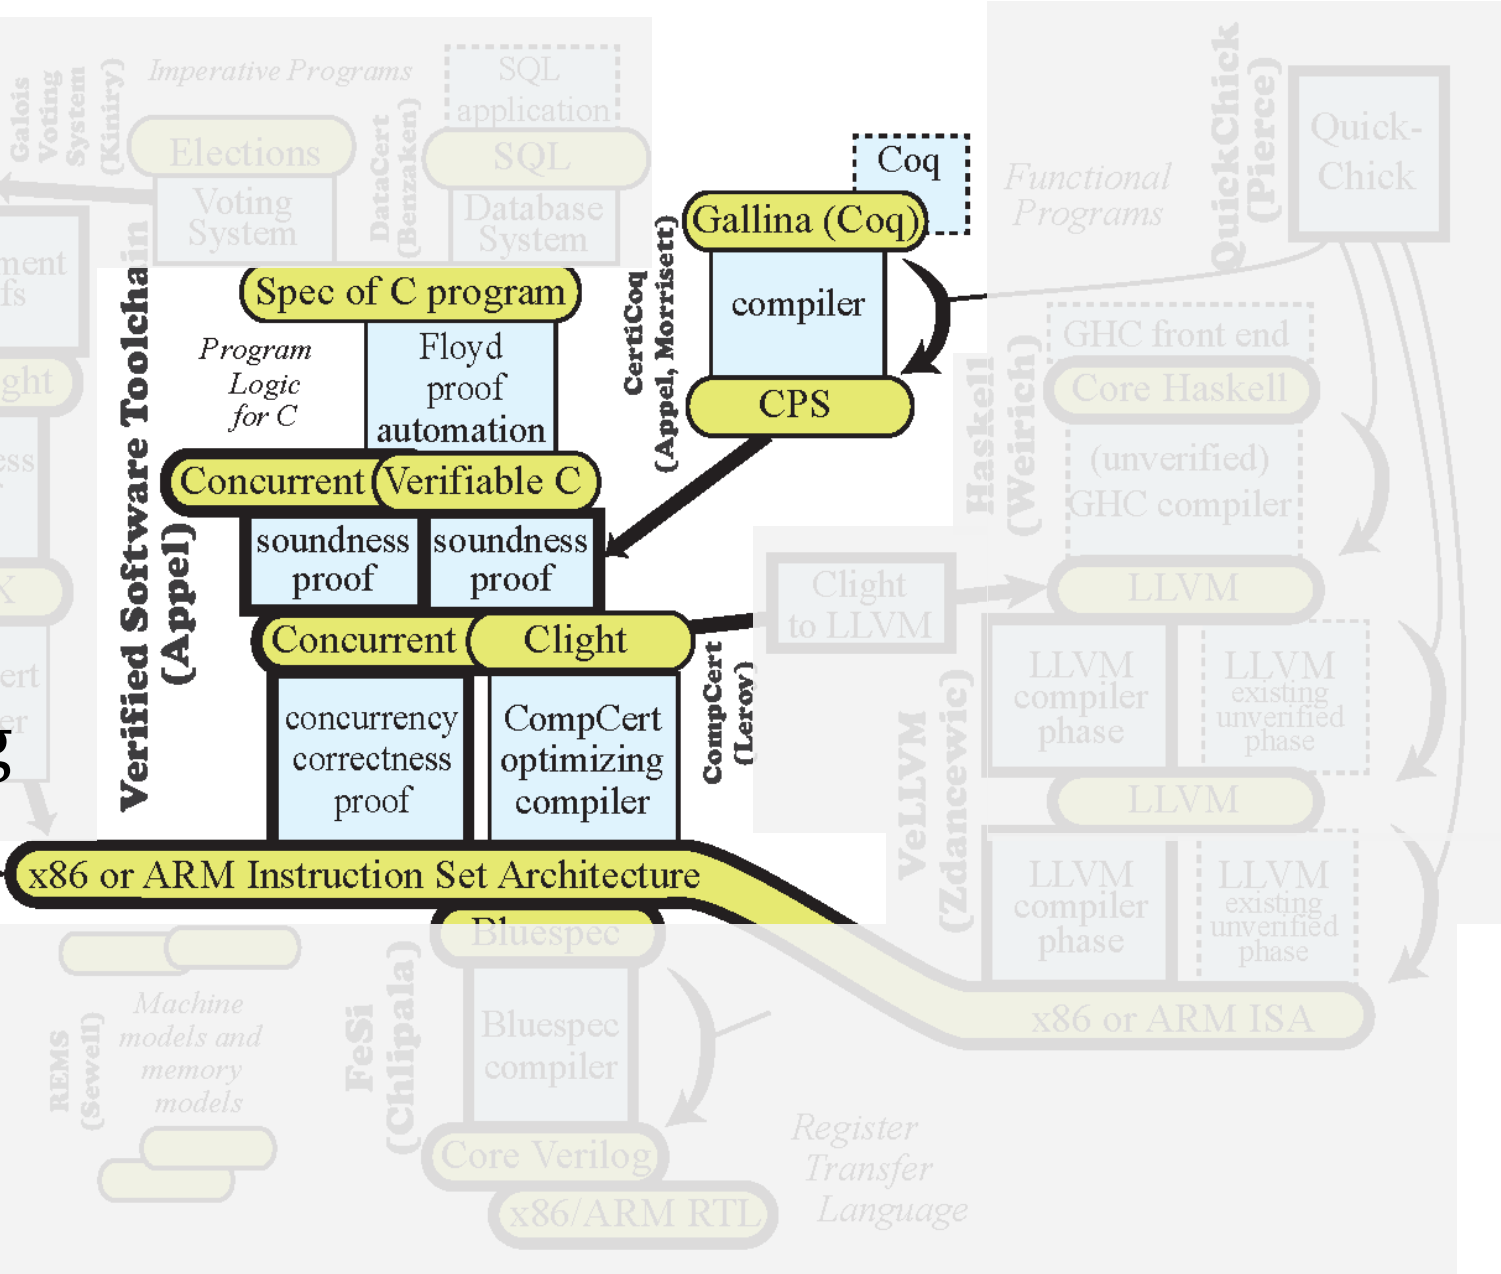 Galois
Voting
System
(Kiniry)
Imperative Programs
Elections
Voting
System
DataCert
(Benzaken)
SQL
application
SQL
Database
System
Coq
Gallina (Coq)
compiler
CPS
CertiCoq
(Appel, Morrisett)
Functional
Programs
QuickChick
(Pierce)
Quick-
Chick
Verified Software Toolchain
(Appel)
Spec of C program
Program
Logic
for C
Floyd
proof
automation
Concurrent
Verifiable C
soundness
proof
soundness
proof
Concurrent
Clight
concurrency
correctness
proof
CompCert
optimizing
compiler
CompCert
(Leroy)
Clight
to LLVM
Haskell
(Weirich)
GHC front end
Core Haskell
(unverified)
GHC compiler
LLVM
VeLLVM
(Zdancewic)
LLVM
compiler
phase
LLVM
existing
unverified
phase
LLVM
LLVM
compiler
phase
LLVM
existing
unverified
phase
x86 or ARM Instruction Set Architecture
x86 or ARM ISA
REMS
(Sewell)
Machine
models and
memory
models
FeSi
(Chlipala)
Bluespec
Bluespec
compiler
Core Verilog
x86/ARM RTL
Register
Transfer
Language